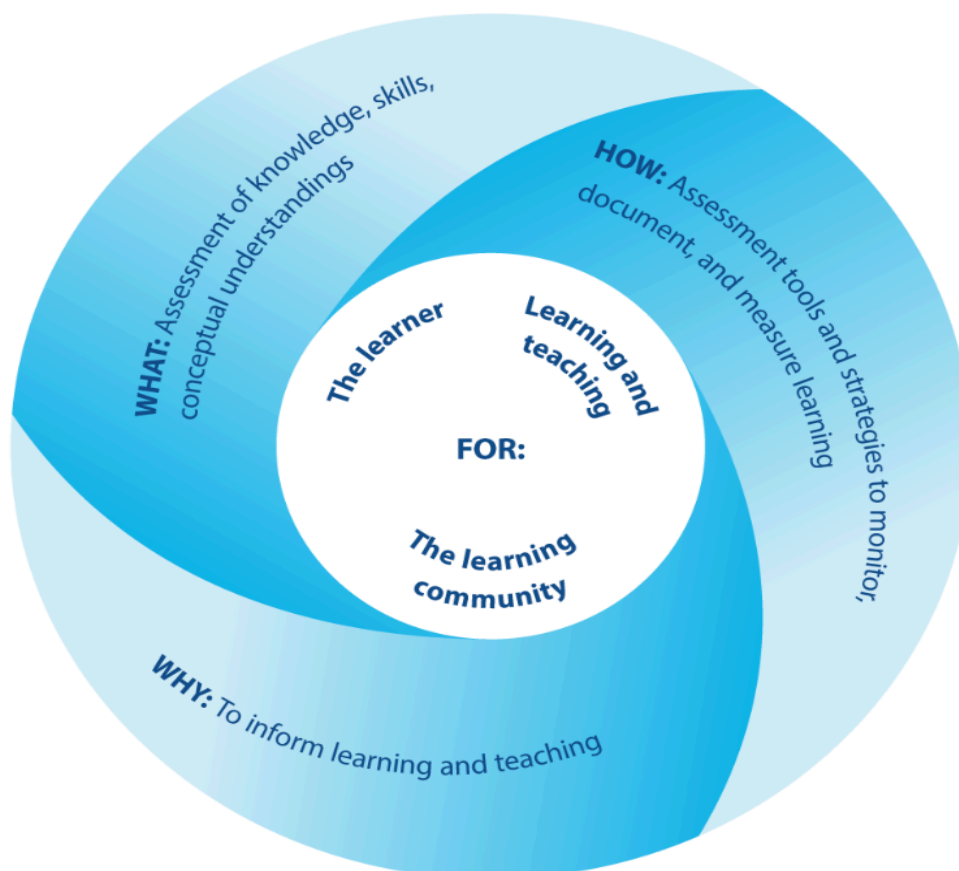 WHAT: Assessment of knowledge, skills,
conceptual understandings
HOW: Assessment tools and strategies to monitor,
document, and measure learning
The learner
Learning and
teaching
FOR:
The learning
community
WHY: To inform learning and teaching